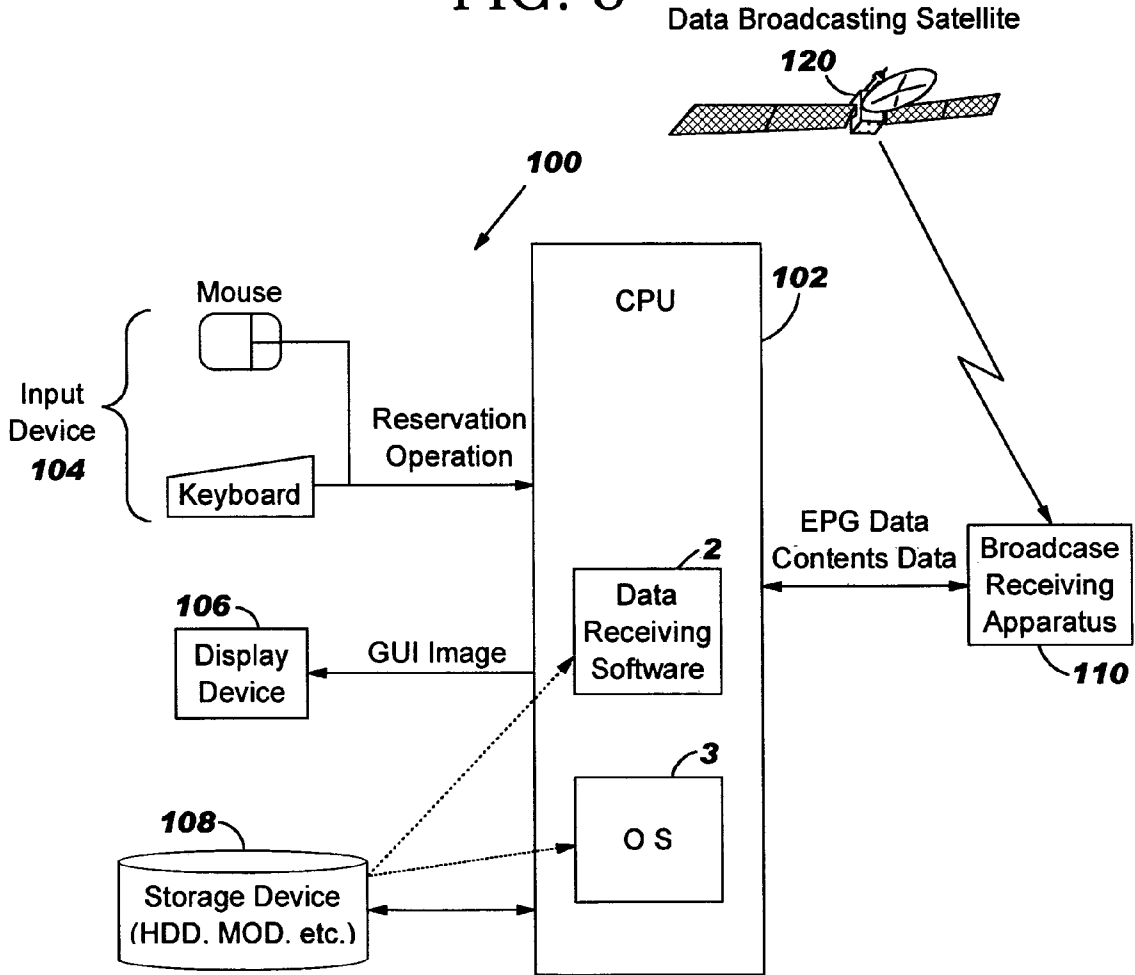 FIG. 8
Data Broadcasting Satellite
120
100
Mouse
CPU
102
Input
Device
104
Reservation
Operation
Keyboard
EPG Data
Contents Data
Broadcase
Receiving
Apparatus
110
2
Data
Receiving
Software
106
Display
Device
GUI Image
3
O S
108
Storage Device
(HDD. MOD. etc.)